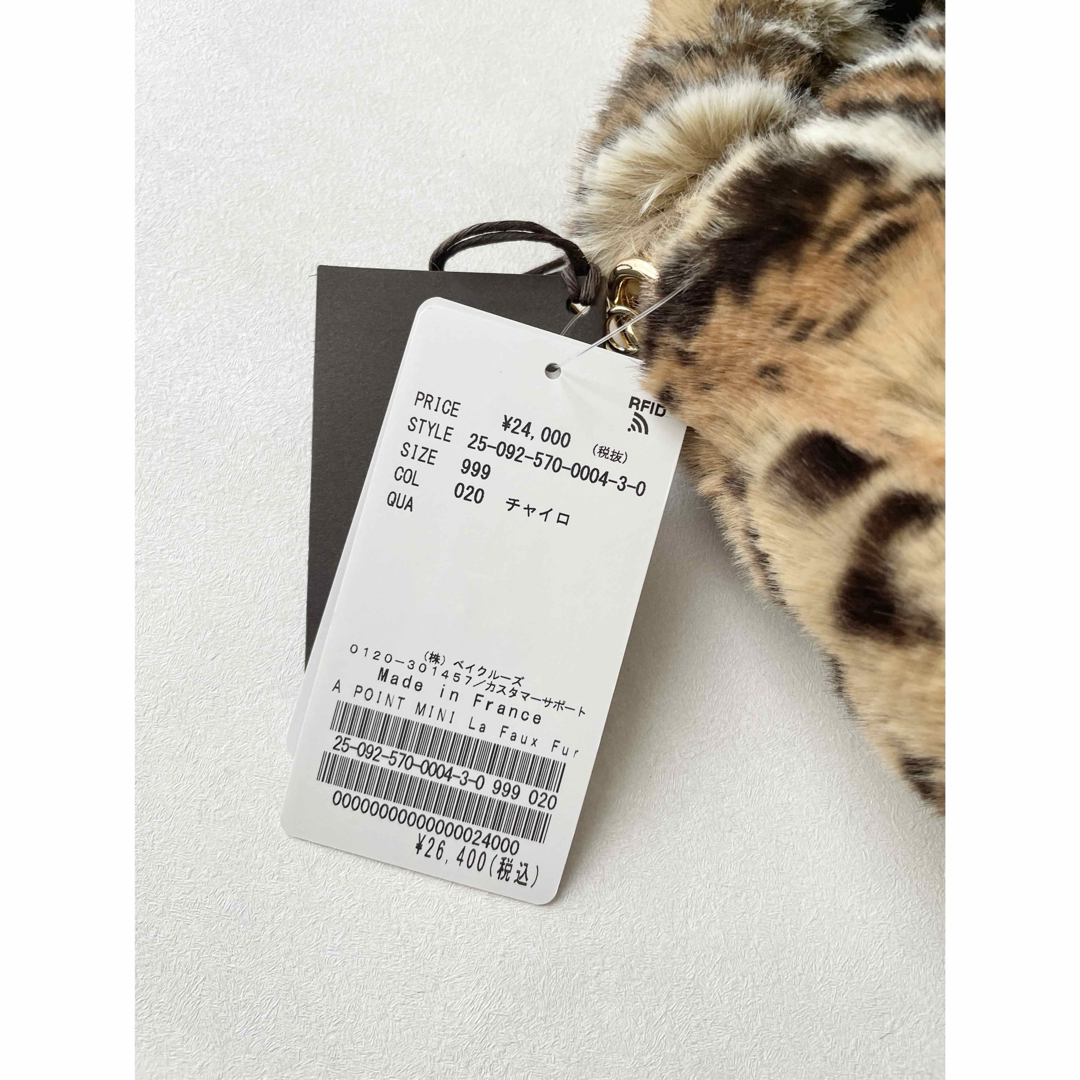 RFID
PRICE ¥24,000 (税抜)
STYLE 25-092-570-0004-3-0
SIZE 999
COL 020 チャイロ
QUA
(株) ベイクルーズ
0120-301457/カスタマーサポート
Made in France
A POINT MINI La Faux Fur
25-092-570-0004-3-0 999 020
00000000000000024000
¥26,400(税込)